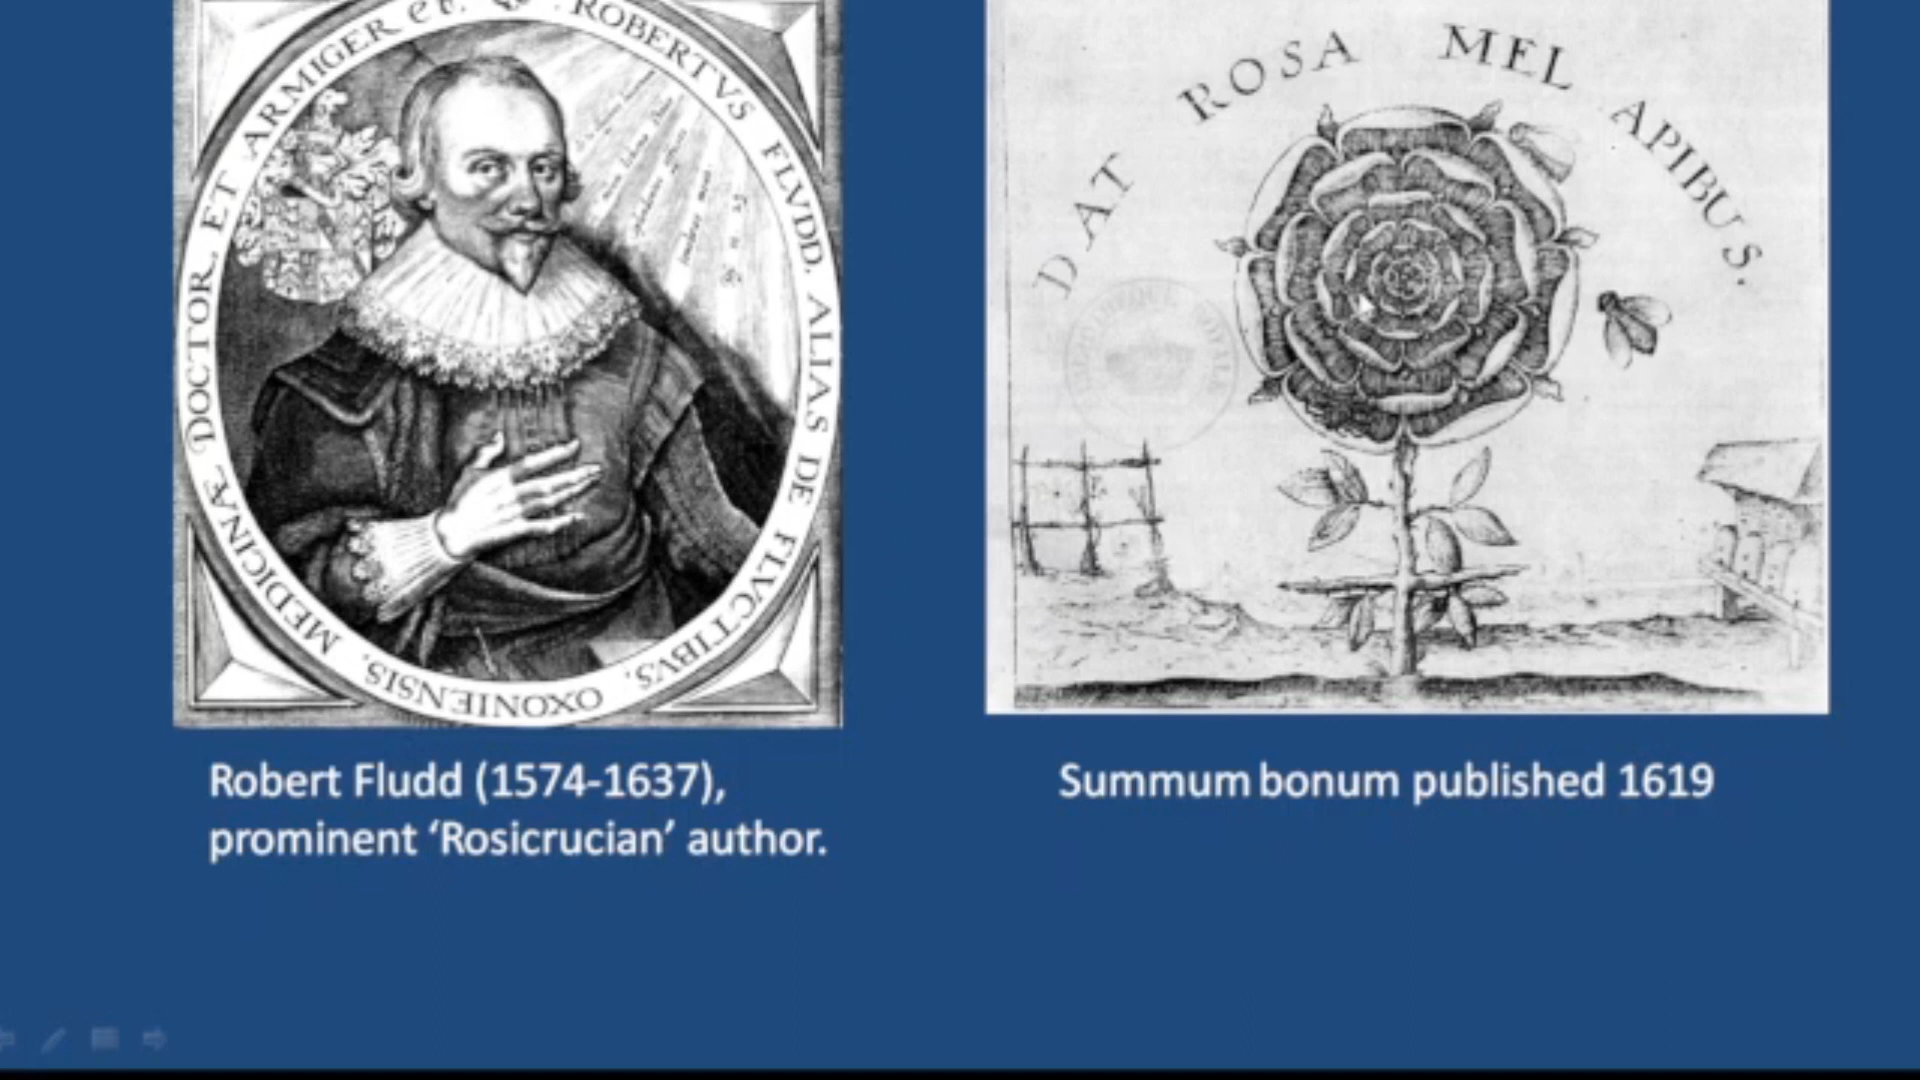 ROBERTVS FLVDD. ALIAS DE FLVCTIBVS, OXONIENSIS, MEDICINÆ DOCTOR, ET ARMIGER et.
DAT ROSA MEL APIBUS.
Robert Fludd (1574-1637),
prominent ‘Rosicrucian’ author.
Summum bonum published 1619